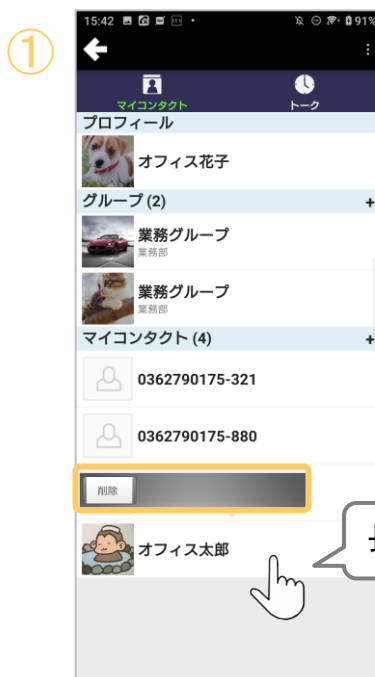 ①
15:42
91%
マイコンタクト
トーク
プロフィール
オフィス花子
グループ (2) +
業務グループ
業務部
業務グループ
業務部
マイコンタクト (4) +
0362790175-321
0362790175-880
削除
オフィス太郎